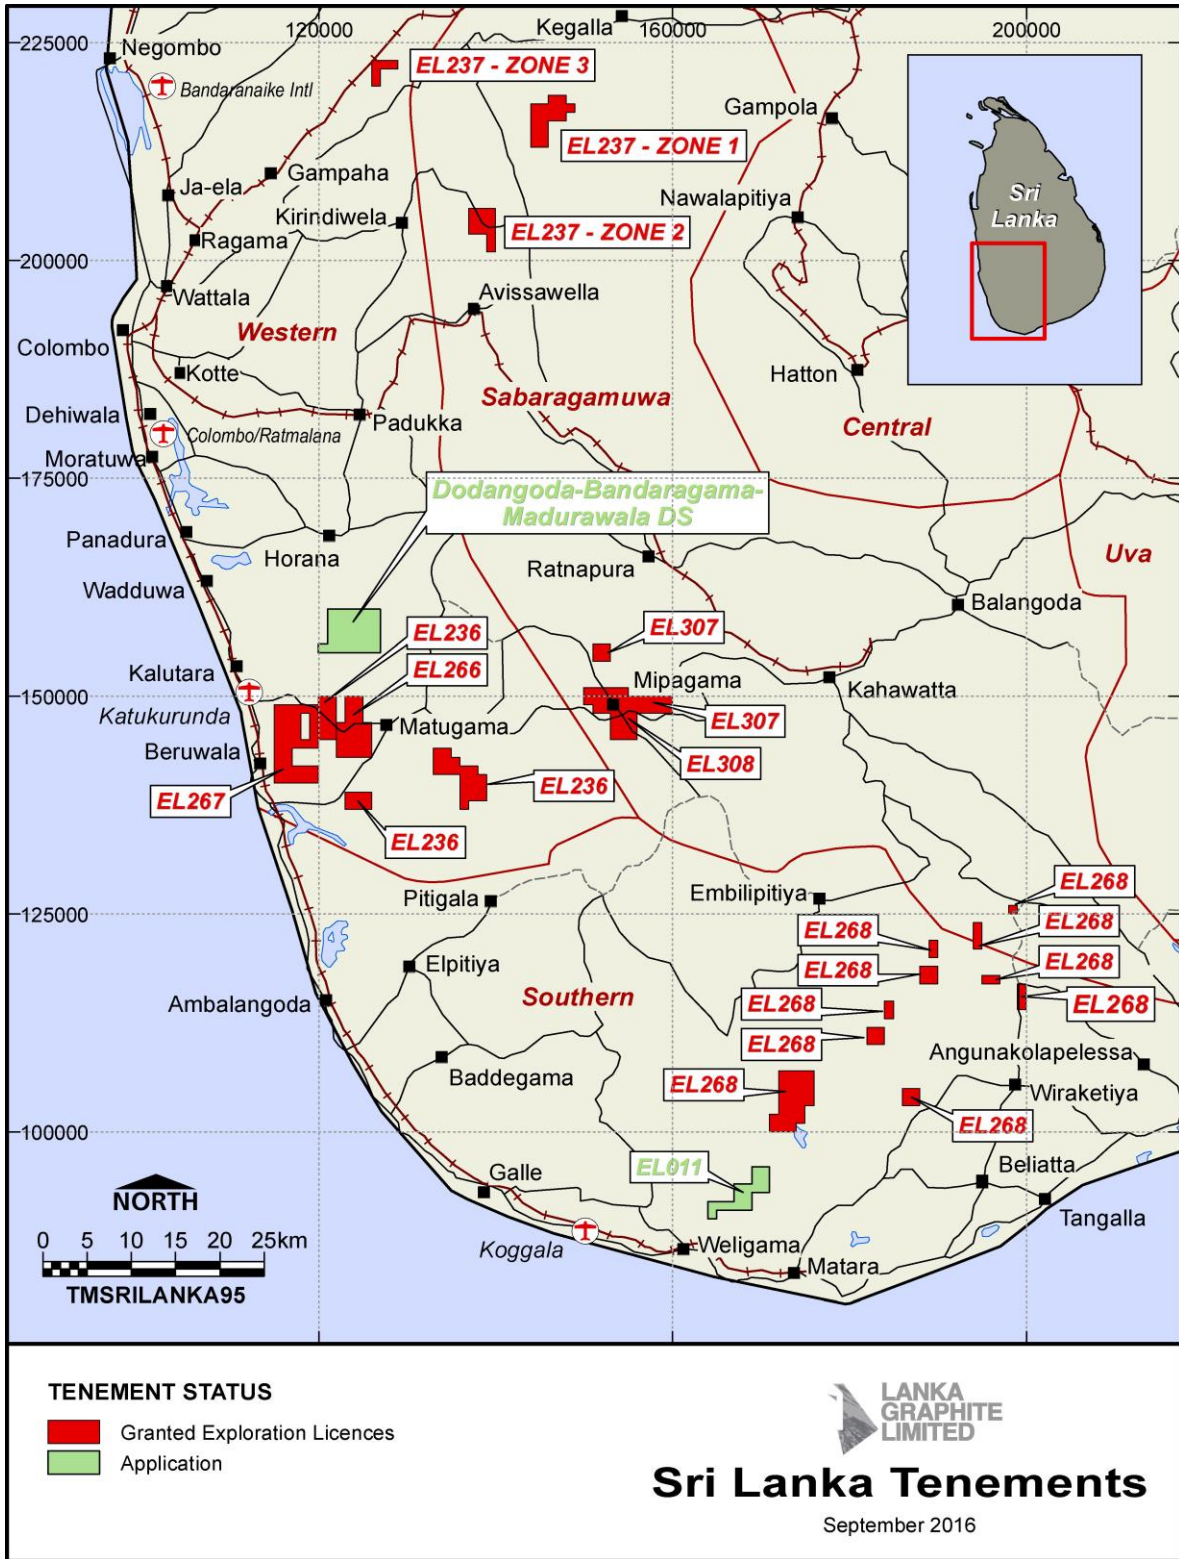 120000
160000
200000
225000
200000
175000
150000
125000
100000
Negombo
Kegalla
EL237 - ZONE 3
Bandaranaike Intl
Gampola
EL237 - ZONE 1
Gampaha
Ja-ela
Nawalapitiya
Sri
Lanka
Kirindiwela
EL237 - ZONE 2
Ragama
Avissawella
Wattala
Western
Colombo
Kotte
Hatton
Sabaragamuwa
Dehiwala
Padukka
Central
Colombo/Ratmalana
Moratuwa
Dodangoda-Bandaragama-
Madurawala DS
Panadura
Horana
Ratnapura
Uva
Wadduwa
Balangoda
EL236
EL307
Kalutara
EL266
Mipagama
Kahawatta
Katukurunda
Matugama
EL307
Beruwala
EL308
EL267
EL236
EL236
Pitigala
Embilipitiya
EL268
EL268
EL268
Elpitiya
EL268
EL268
Ambalangoda
Southern
EL268
EL268
EL268
Angunakolapelessa
Baddegama
EL268
Wiraketiya
EL268
EL011
Beliatta
Galle
NORTH
Tangalla
0 5 10 15 20 25km
Koggala
Weligama
Matara
TMSRILANKA95
TENEMENT STATUS
Granted Exploration Licences
Application
LANKA
GRAPHITE
LIMITED
Sri Lanka Tenements
September 2016